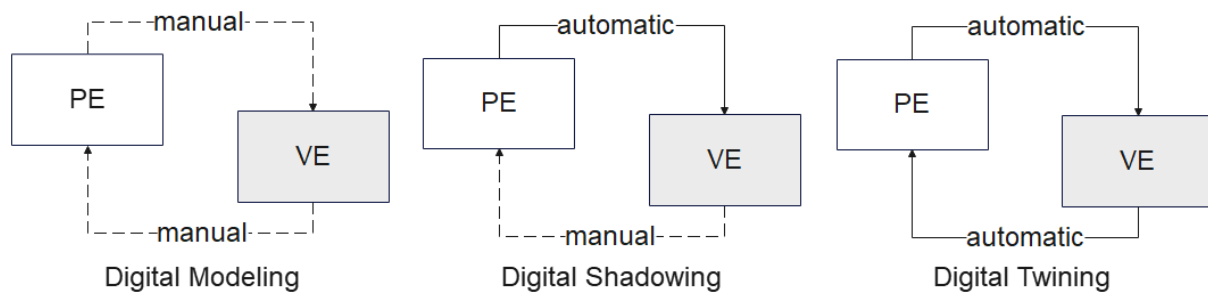 manual
PE
VE
manual
Digital Modeling
automatic
PE
VE
manual
Digital Shadowing
automatic
PE
VE
automatic
Digital Twining